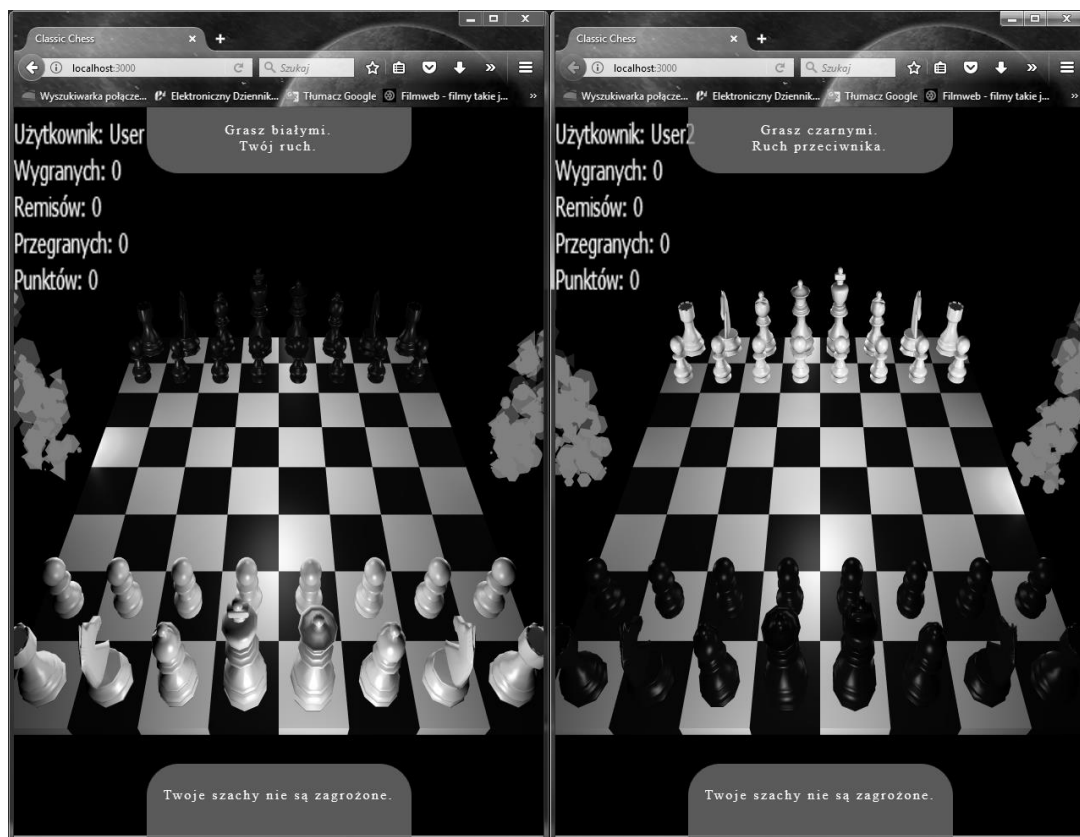 Classic Chess
localhost:3000
Szukaj
Wyszukiwarka połącze...
Elektroniczny Dziennik...
Tłumacz Google
Filmweb - filmy takie j...
Użytkownik: User
Wygranych: 0
Remisów: 0
Przegranych: 0
Punktów: 0
Grasz białymi.
Twój ruch.
Twoje szachy nie są zagrożone.
Classic Chess
localhost:3000
Szukaj
Wyszukiwarka połącze...
Elektroniczny Dziennik...
Tłumacz Google
Filmweb - filmy takie j...
Użytkownik: User2
Wygranych: 0
Remisów: 0
Przegranych: 0
Punktów: 0
Grasz czarnymi.
Ruch przeciwnika.
Twoje szachy nie są zagrożone.